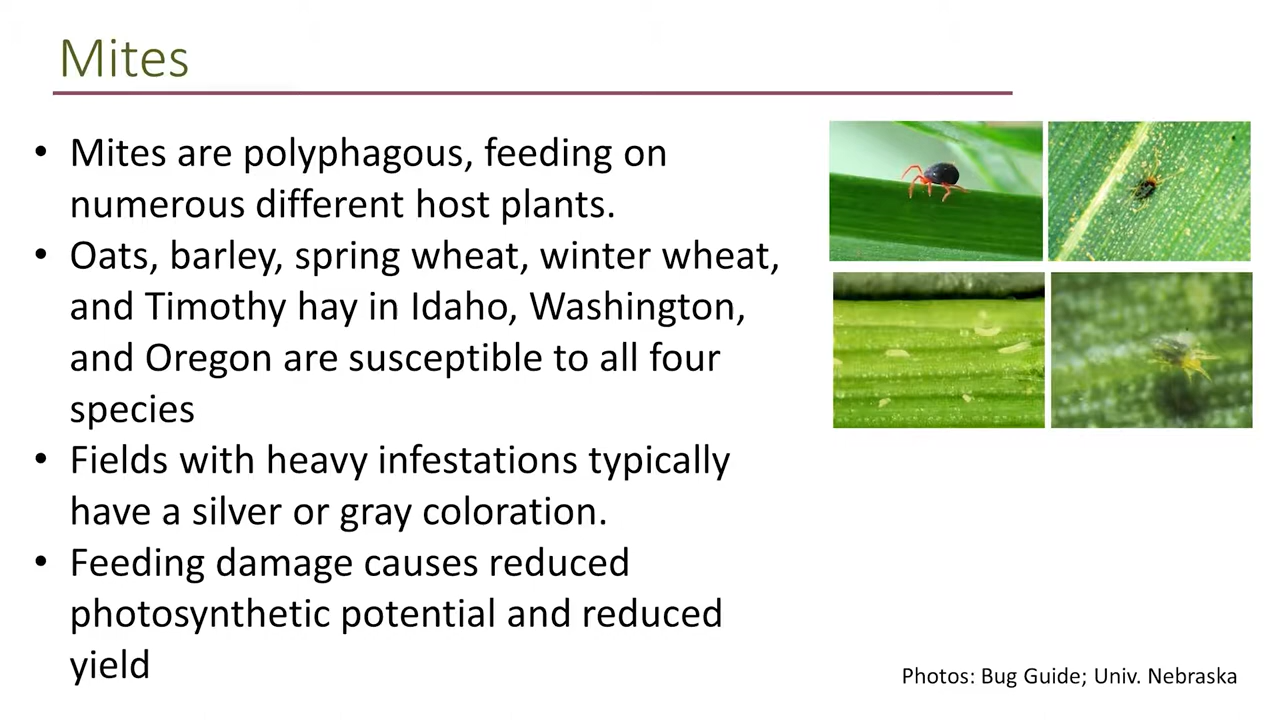 Mites
• Mites are polyphagous, feeding on
numerous different host plants.
• Oats, barley, spring wheat, winter wheat,
and Timothy hay in Idaho, Washington,
and Oregon are susceptible to all four
species
• Fields with heavy infestations typically
have a silver or gray coloration.
• Feeding damage causes reduced
photosynthetic potential and reduced
yield
Photos: Bug Guide; Univ. Nebraska